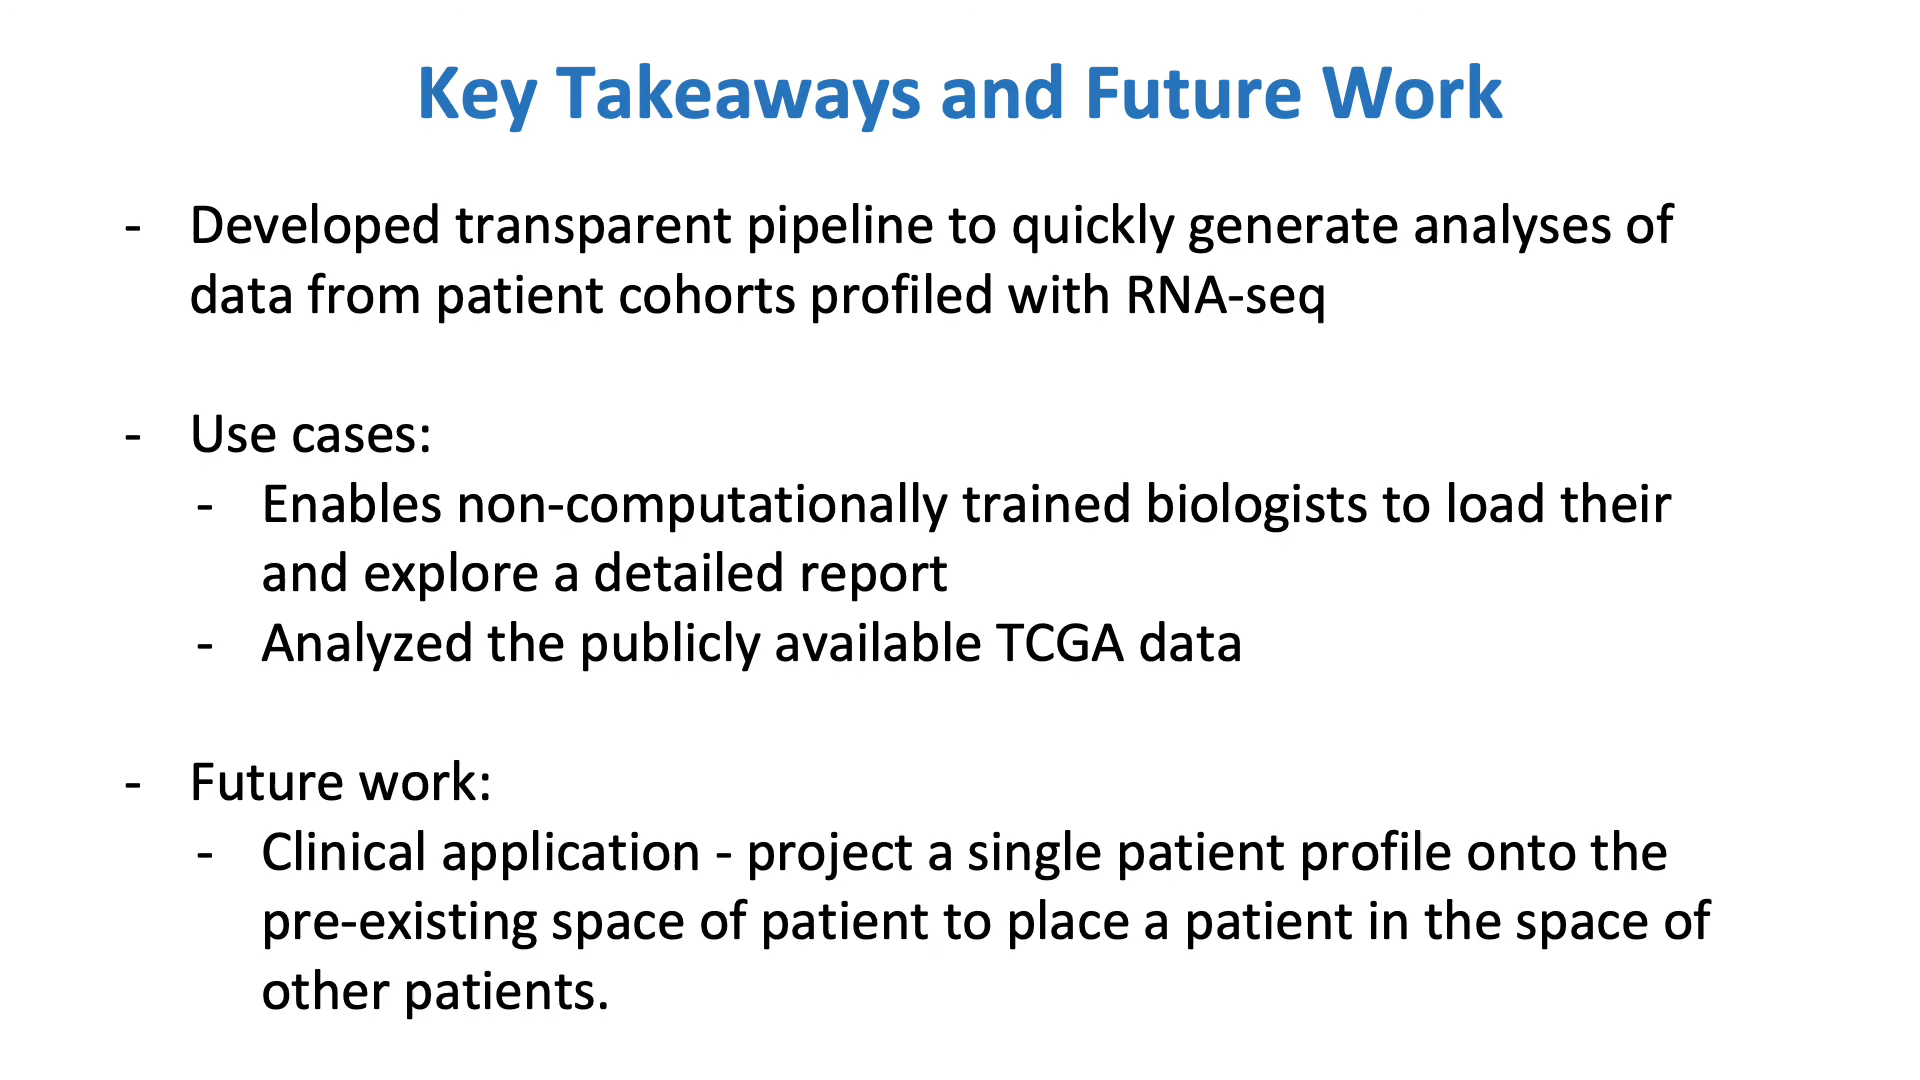 Key Takeaways and Future Work
- Developed transparent pipeline to quickly generate analyses of
data from patient cohorts profiled with RNA-seq
- Use cases:
- Enables non-computationally trained biologists to load their
and explore a detailed report
- Analyzed the publicly available TCGA data
- Future work:
- Clinical application - project a single patient profile onto the
pre-existing space of patient to place a patient in the space of
other patients.